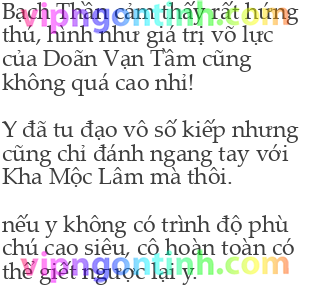 Bạch Thần cảm thấy rất hứng
vipngontinh.com
thú, hình như giá trị võ lực
của Doãn Vạn Tầm cũng
không quá cao nhỉ!
Y đã tu đạo vô số kiếp nhưng
cũng chỉ đánh ngang tay với
Kha Mộc Lâm mà thôi.
nếu y không có trình độ phù
chú cao siêu, cô hoàn toàn có
vipngontinh.com
thể giết ngược lại y.